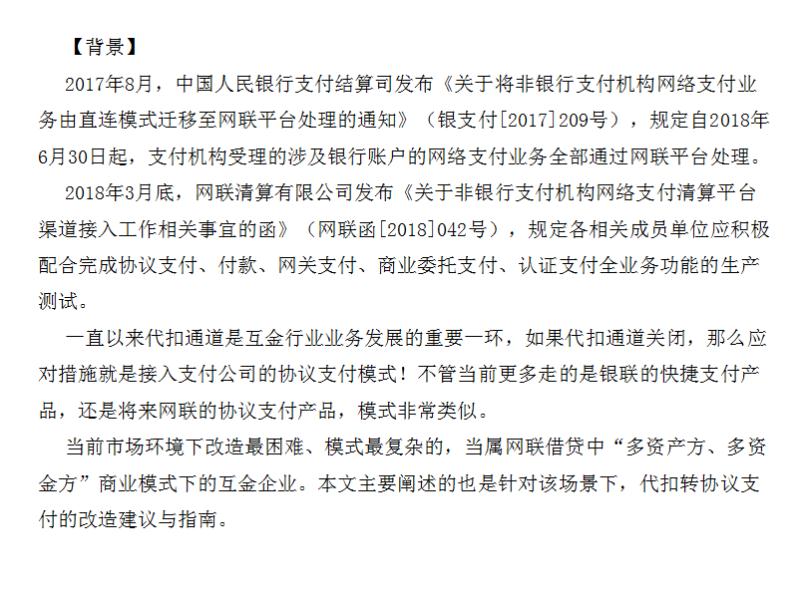 【背景】
2017年8月，中国人民银行支付结算司发布《关于将非银行支付机构网络支付业
务由直连模式迁移至网联平台处理的通知》（银支付[2017]209号），规定自2018年
6月30日起，支付机构受理的涉及银行账户的网络支付业务全部通过网联平台处理。
2018年3月底，网联清算有限公司发布《关于非银行支付机构网络支付清算平台
渠道接入工作相关事宜的函》（网联函[2018]042号），规定各相关成员单位应积极
配合完成协议支付、付款、网关支付、商业委托支付、认证支付全业务功能的生产
测试。
一直以来代扣通道是互金行业业务发展的重要一环，如果代扣通道关闭，那么应
对措施就是接入支付公司的协议支付模式！不管当前更多走的是银联的快捷支付产
品，还是将来网联的协议支付产品，模式非常类似。
当前市场环境下改造最困难、模式最复杂的，当属网联借贷中“多资产方、多资
金方”商业模式下的互金企业。本文主要阐述的也是针对该场景下，代扣转协议支
付的改造建议与指南。